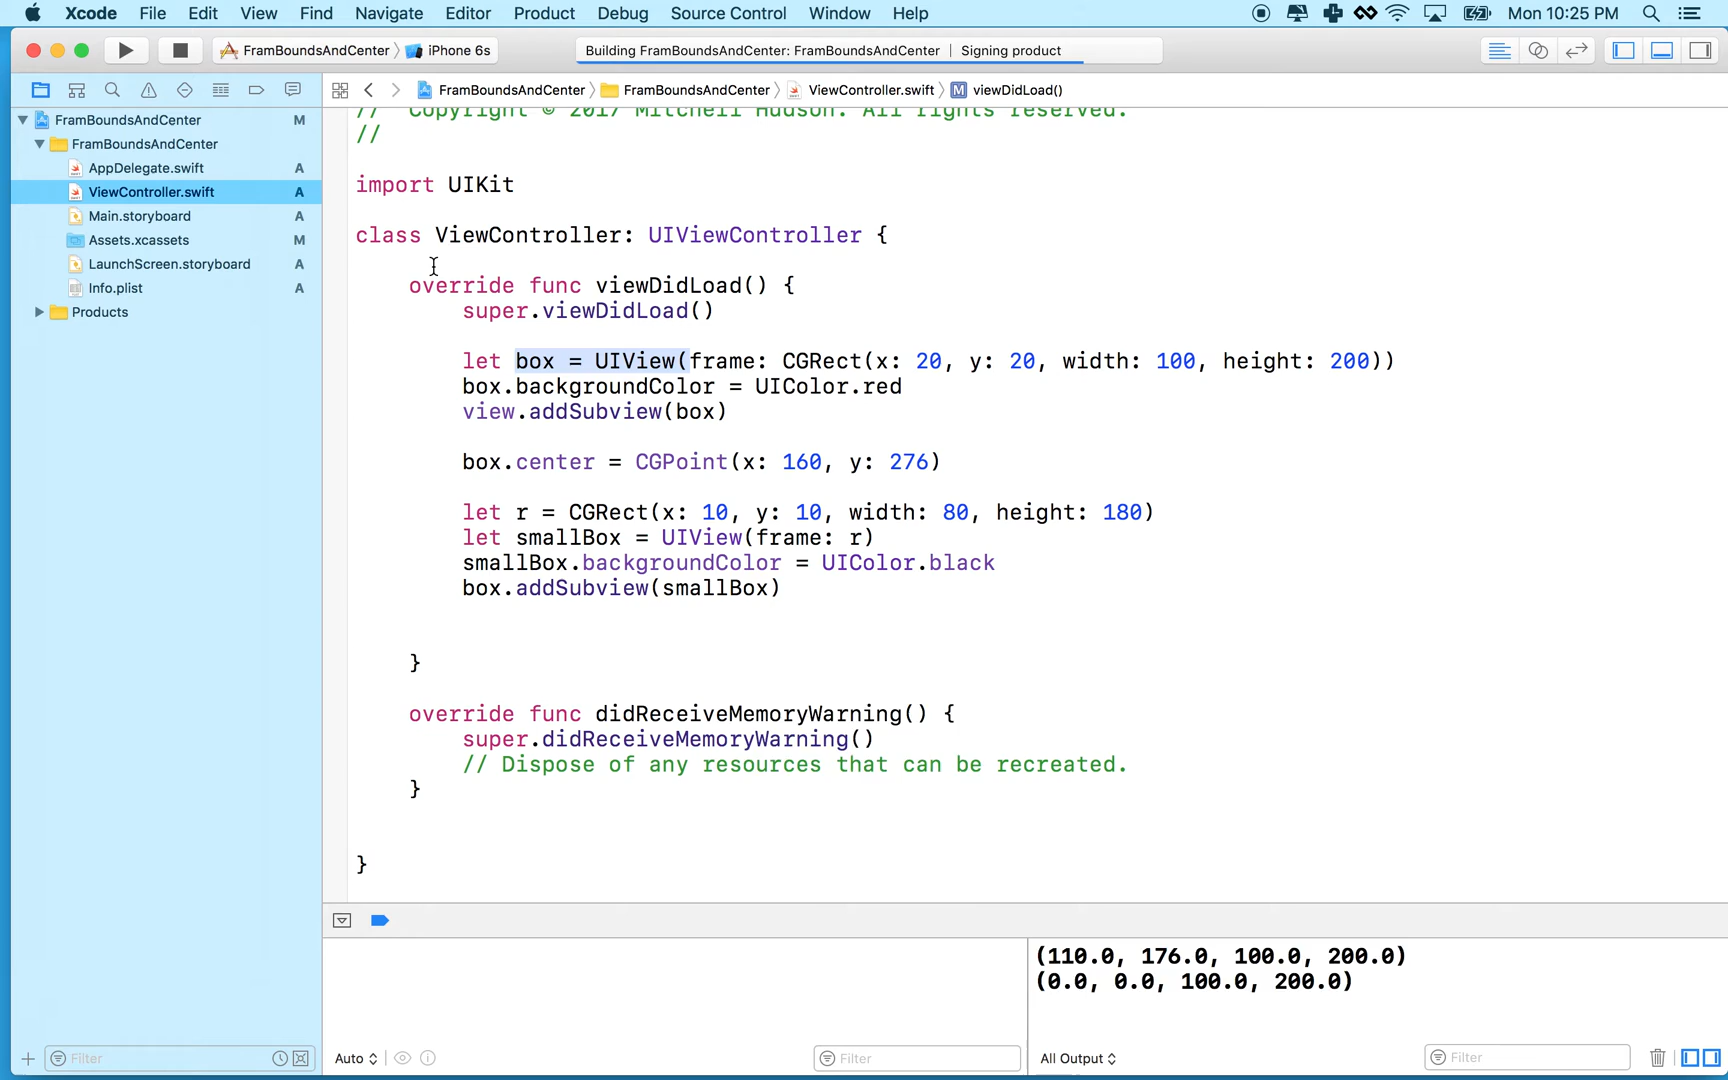 Xcode File Edit View Find Navigate Editor Product Debug Source Control Window Help Mon 10:25 PM
FramBoundsAndCenter iPhone 6s Building FramBoundsAndCenter: FramBoundsAndCenter | Signing product
FramBoundsAndCenter FramBoundsAndCenter ViewController.swift M viewDidLoad()
FramBoundsAndCenter M
FramBoundsAndCenter
AppDelegate.swift A
ViewController.swift A
Main.storyboard A
Assets.xcassets M
LaunchScreen.storyboard A
Info.plist A
Products
// Copyright © 2017 Mitchell Hudson. All rights reserved.
//
import UIKit
class ViewController: UIViewController {
override func viewDidLoad() {
super.viewDidLoad()
let box = UIView(frame: CGRect(x: 20, y: 20, width: 100, height: 200))
box.backgroundColor = UIColor.red
view.addSubview(box)
box.center = CGPoint(x: 160, y: 276)
let r = CGRect(x: 10, y: 10, width: 80, height: 180)
let smallBox = UIView(frame: r)
smallBox.backgroundColor = UIColor.black
box.addSubview(smallBox)
}
override func didReceiveMemoryWarning() {
super.didReceiveMemoryWarning()
// Dispose of any resources that can be recreated.
}
}
(110.0, 176.0, 100.0, 200.0)
(0.0, 0.0, 100.0, 200.0)
Filter Auto Filter All Output Filter